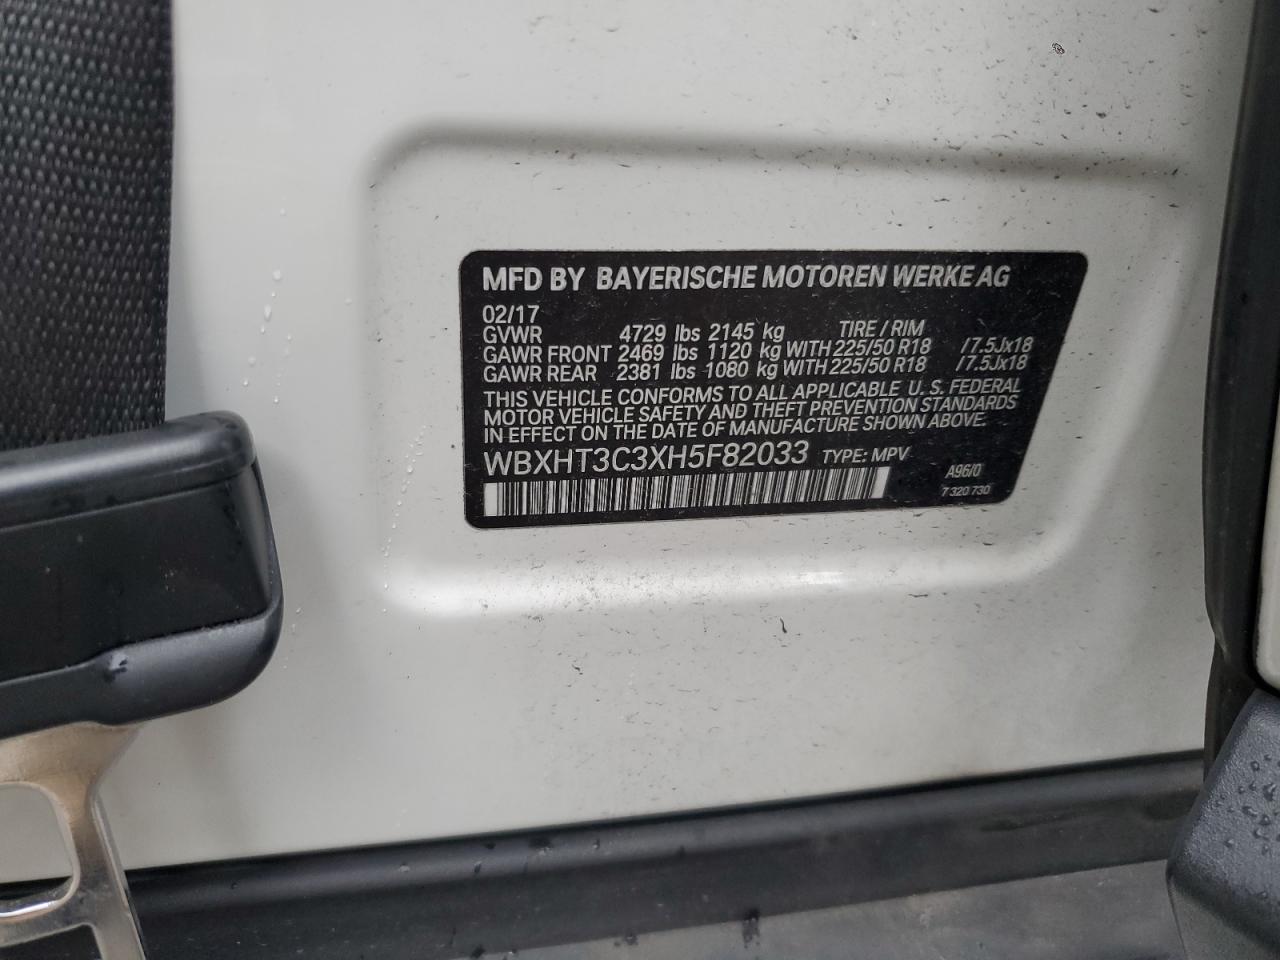 MFD BY BAYERISCHE MOTOREN WERKE AG
02/17
GVWR 4729 lbs 2145 kg TIRE / RIM
GAWR FRONT 2469 lbs 1120 kg WITH 225/50 R18 /7.5Jx18
GAWR REAR 2381 lbs 1080 kg WITH 225/50 R18 /7.5Jx18
THIS VEHICLE CONFORMS TO ALL APPLICABLE U. S. FEDERAL
MOTOR VEHICLE SAFETY AND THEFT PREVENTION STANDARDS
IN EFFECT ON THE DATE OF MANUFACTURE SHOWN ABOVE.
WBXHT3C3XH5F82033 TYPE: MPV
A96/0
7 320 730